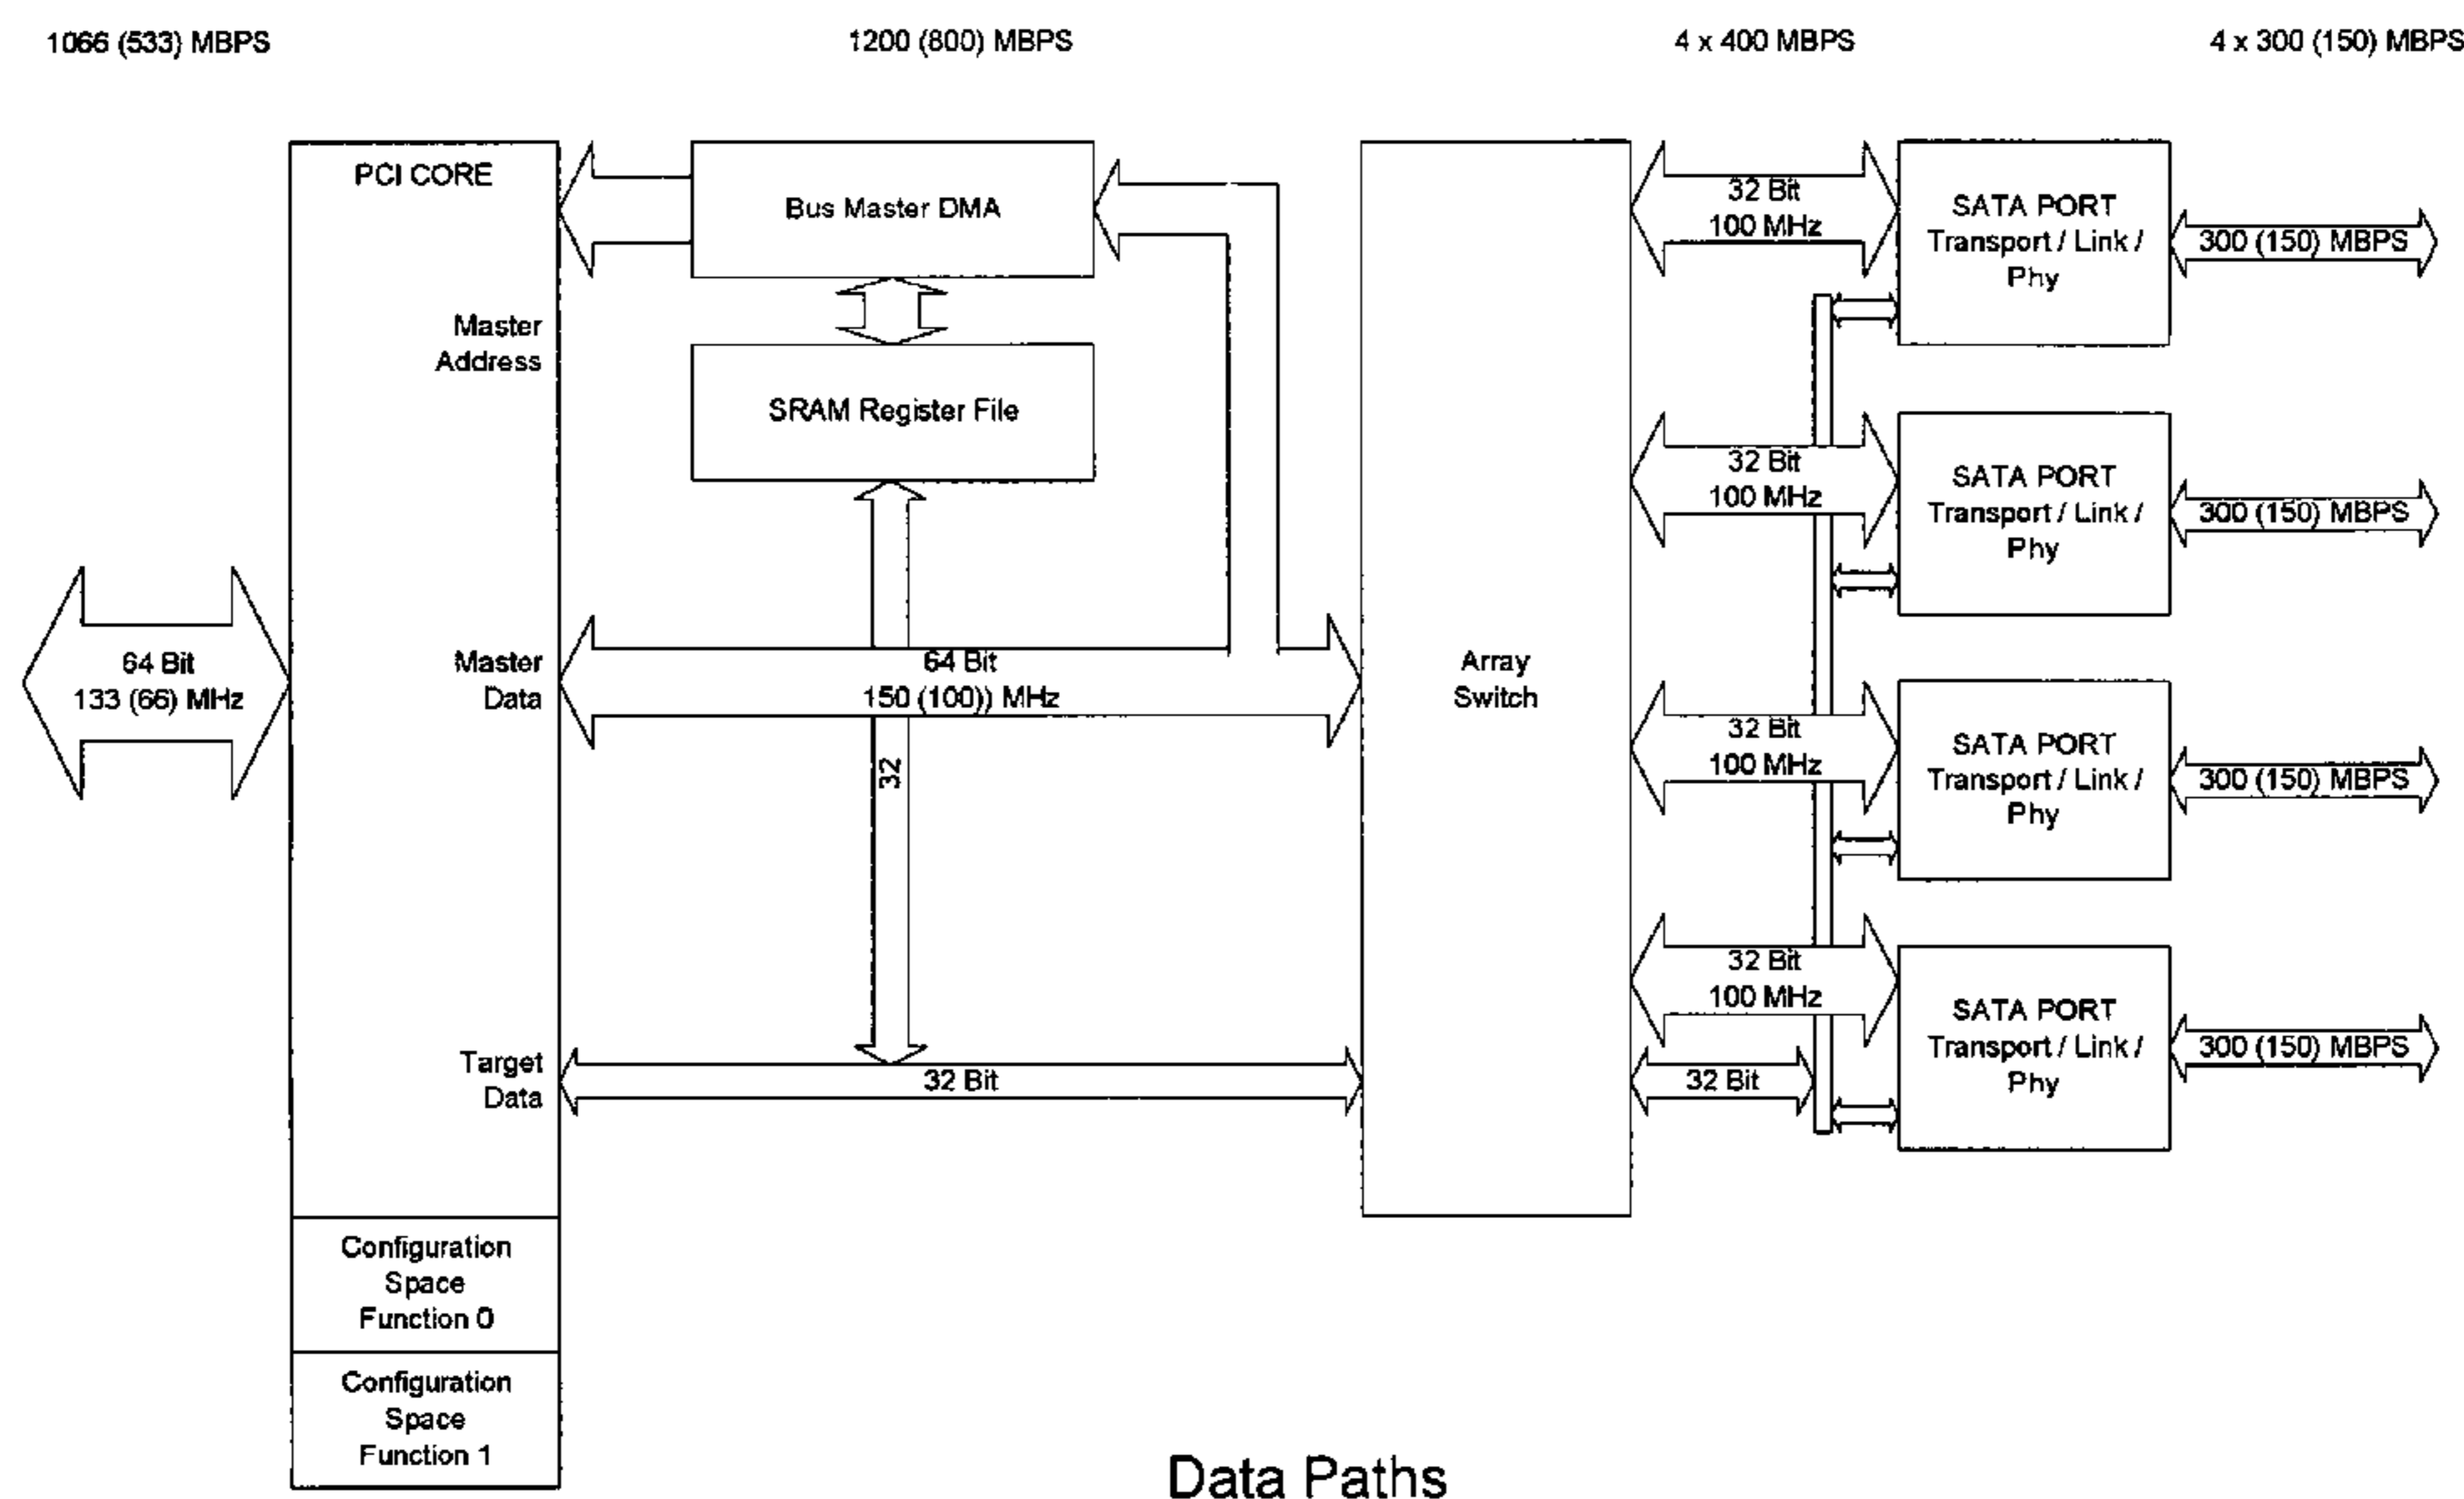 1066 (533) MBPS
1200 (800) MBPS
4 x 400 MBPS
4 x 300 (150) MBPS
PCI CORE
Bus Master DMA
32 Bit
100 MHz
SATA PORT
Transport / Link /
Phy
300 (150) MBPS
Master
Address
SRAM Register File
32 Bit
100 MHz
SATA PORT
Transport / Link /
Phy
300 (150) MBPS
64 Bit
133 (66) MHz
Master
Data
64 Bit
150 (100)) MHz
Array
Switch
32
32 Bit
100 MHz
SATA PORT
Transport / Link /
Phy
300 (150) MBPS
32 Bit
100 MHz
SATA PORT
Transport / Link /
Phy
300 (150) MBPS
Target
Data
32 Bit
32 Bit
Configuration
Space
Function 0
Configuration
Space
Function 1
Data Paths